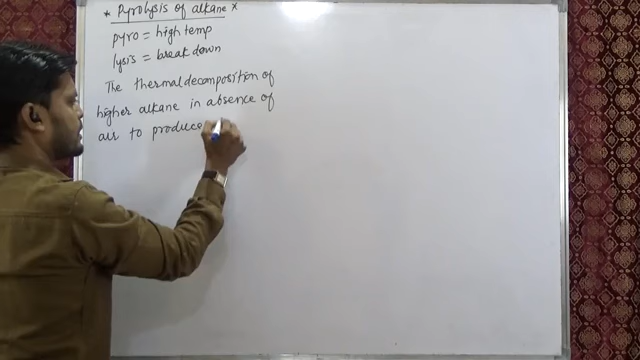 * Pyrolysis of alkane x
pyro = high temp
lysis = break down
The thermal decomposition of
higher alkane in absence of
air to produce